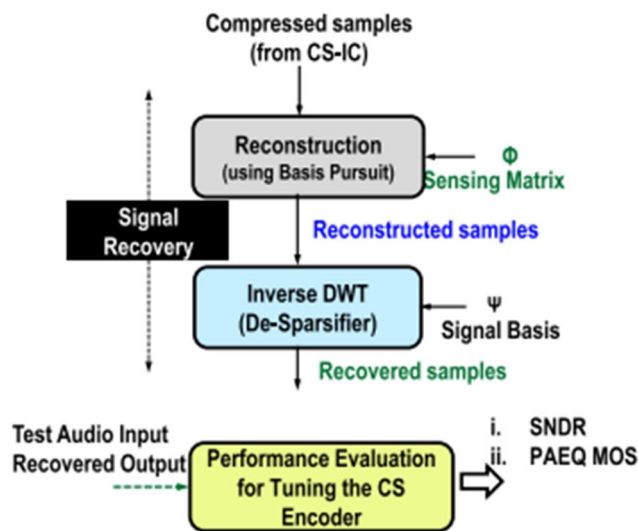 Compressed samples
(from CS-IC)
Reconstruction
(using Basis Pursuit)
Φ
Sensing Matrix
Signal
Recovery
Reconstructed samples
Inverse DWT
(De-Sparsifier)
Ψ
Signal Basis
Recovered samples
Test Audio Input
Recovered Output
Performance Evaluation
for Tuning the CS
Encoder
i. SNDR
ii. PAEQ MOS